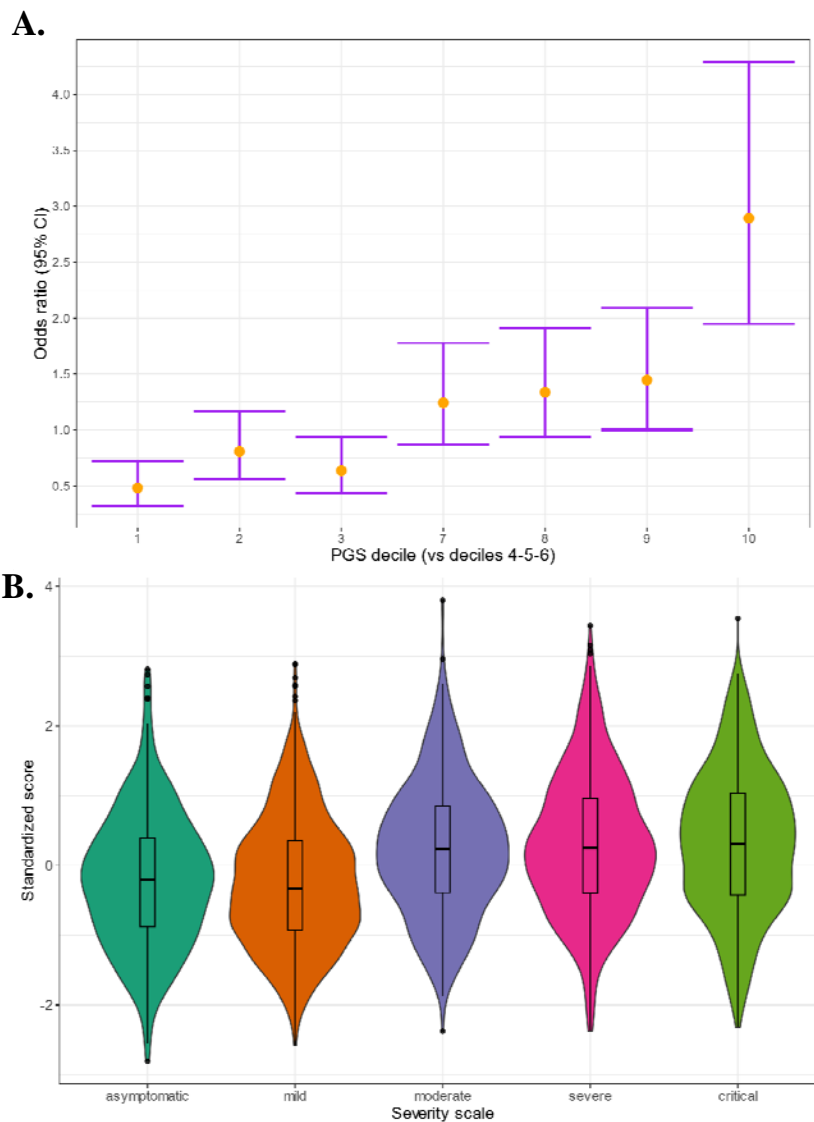 A.
4.0
3.5
3.0
2.5
2.0
1.5
1.0
0.5
Odds ratio (95% CI)
1 2 3 7 8 9 10
PGS decile (vs deciles 4-5-6)
B.
4
2
0
-2
Standardized score
asymptomatic mild moderate severe critical
Severity scale